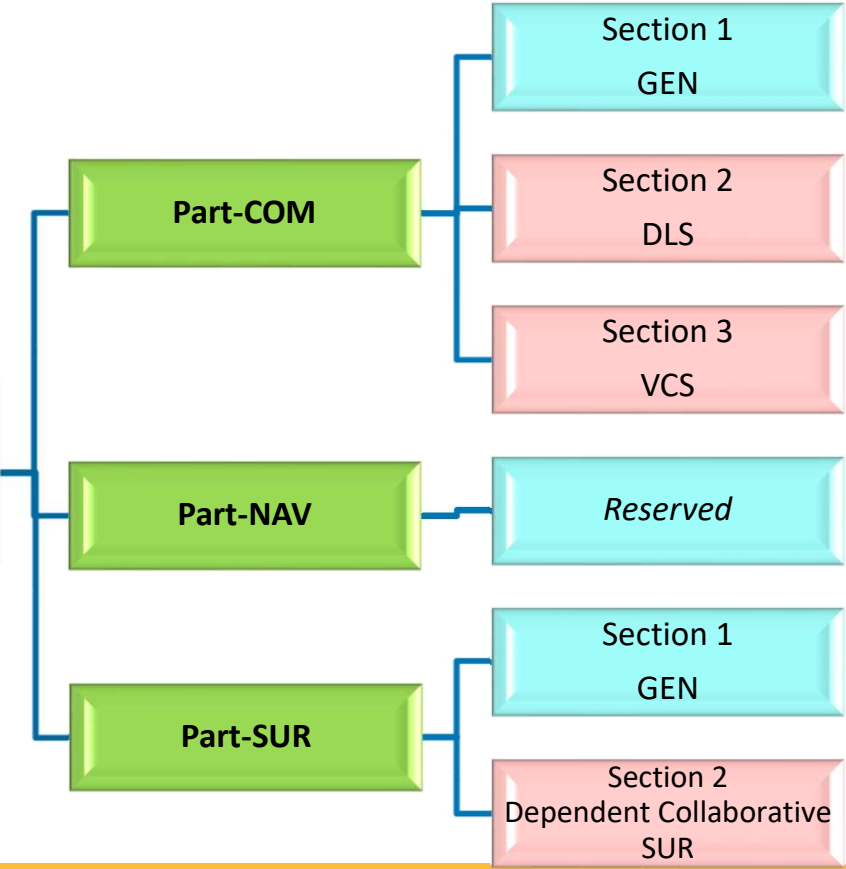 Section 1
GEN
Part-COM
Section 2
DLS
Section 3
VCS
Part-NAV
Reserved
Section 1
GEN
Part-SUR
Section 2
Dependent Collaborative
SUR